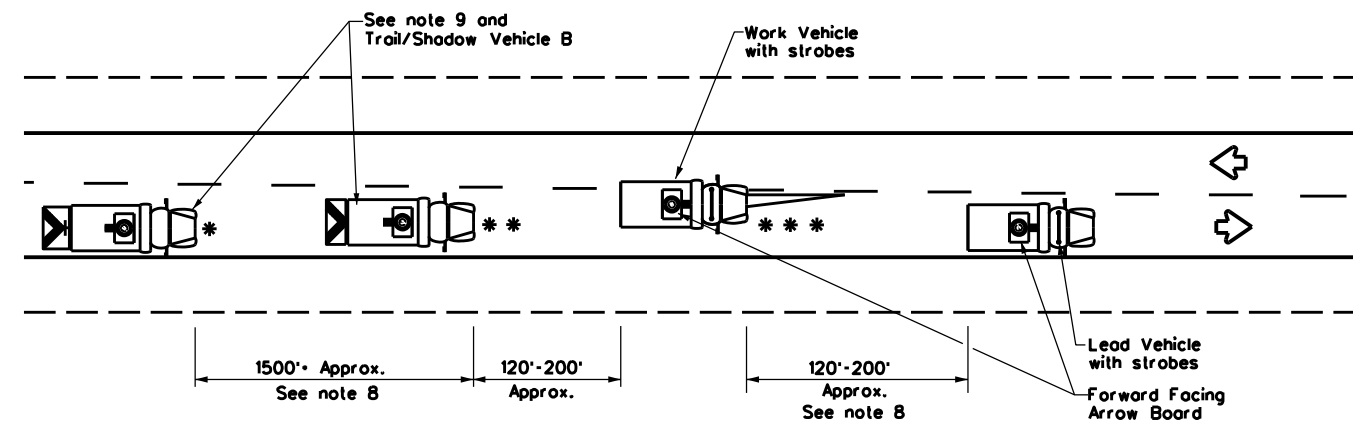 See note 9 and
Trail/Shadow Vehicle B
Work Vehicle
with strobes
* 
* *
* * *
1500'+ Approx.
See note 8
120'-200'
Approx.
120'-200'
Approx.
See note 8
Lead Vehicle
with strobes
Forward Facing
Arrow Board